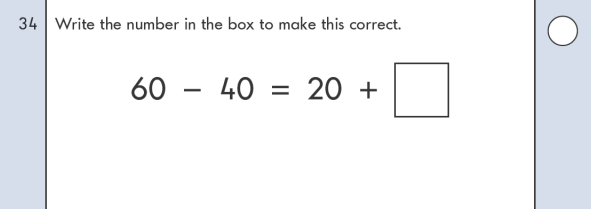 34 Write the number in the box to make this correct.
60 − 40 = 20 +